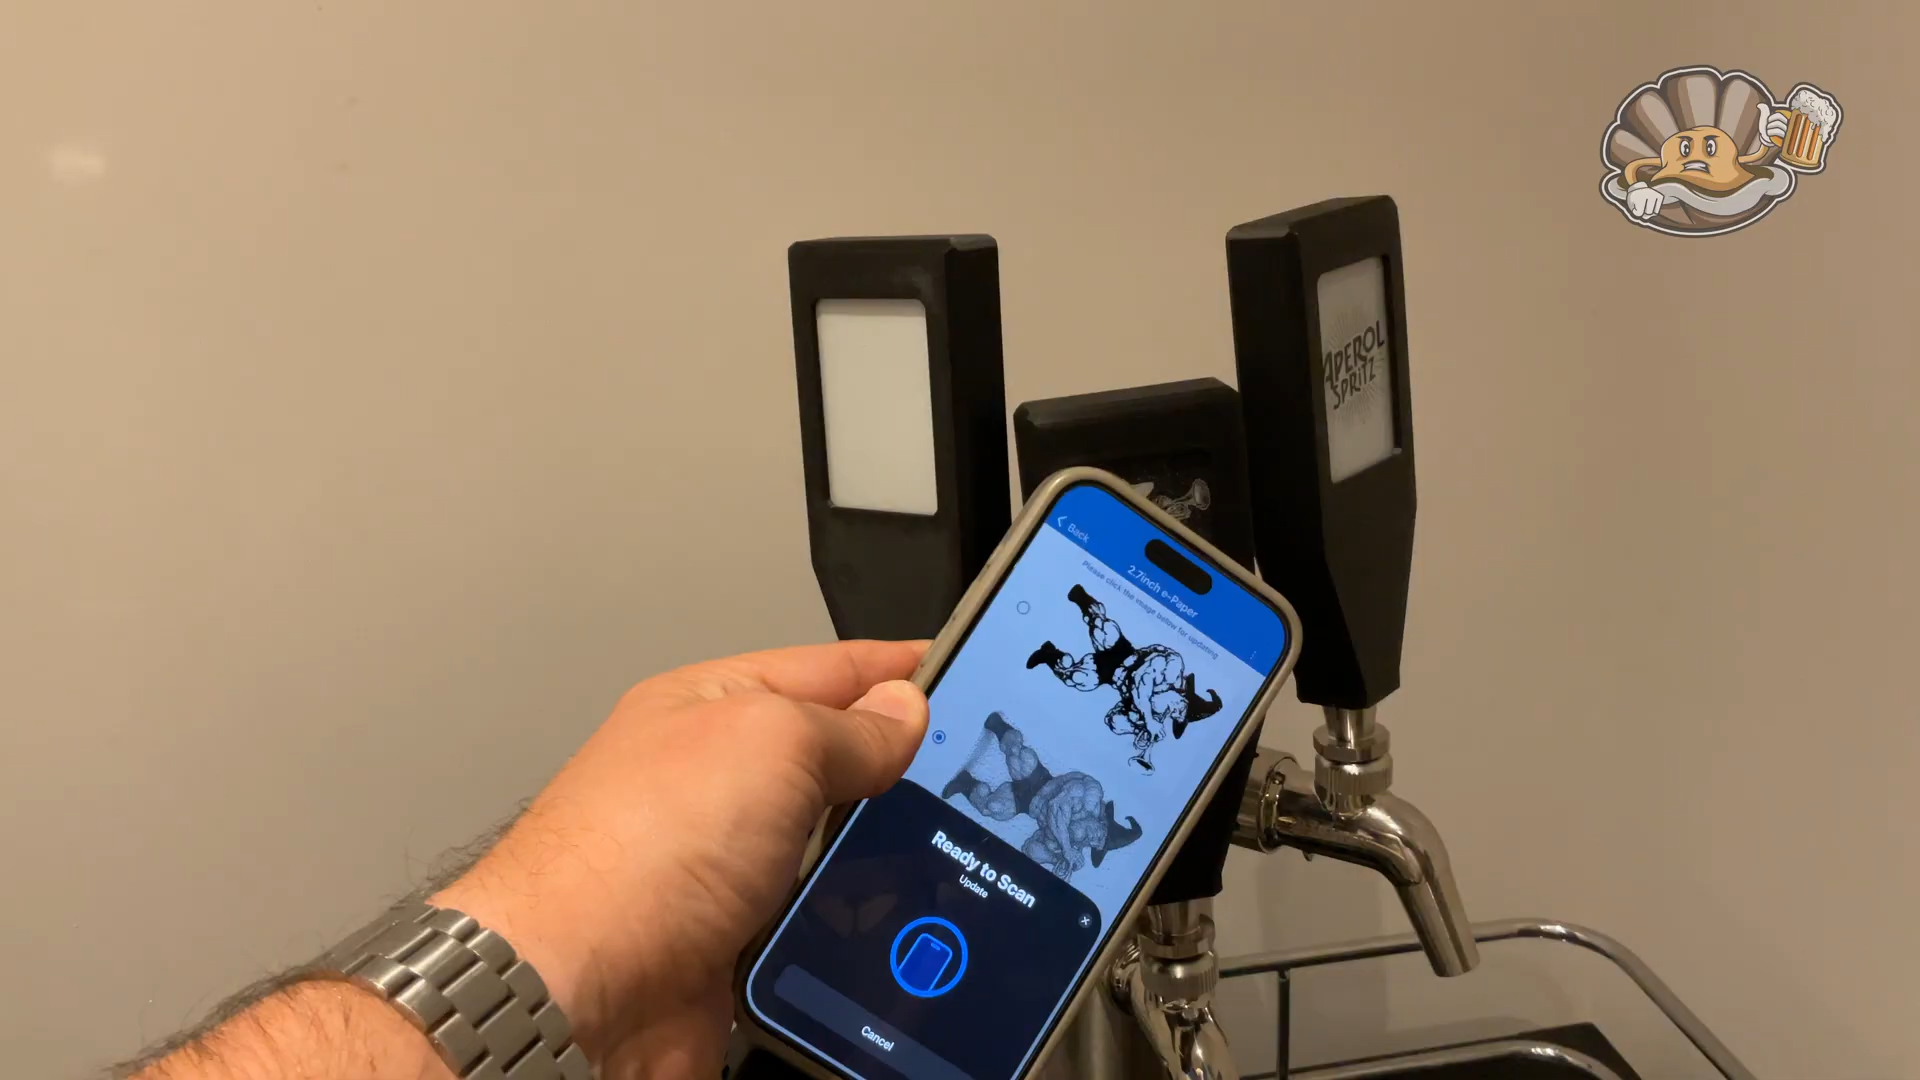 APEROL
SPRITZ
Back
2.7inch e-Paper
Please click the image below for updating
Ready to Scan
Update
Cancel